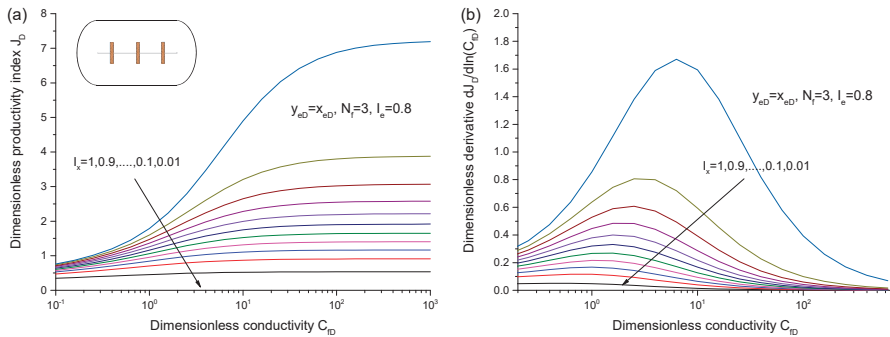 (a)
8
7
6
5
4
3
2
1
0
Dimensionless productivity index J_D
y_eD=x_eD, N_f=3, I_e=0.8
I_x=1,0.9,....,0.1,0.01
10^-1 10^0 10^1 10^2 10^3
Dimensionless conductivity C_fD
(b)
2.0
1.8
1.6
1.4
1.2
1.0
0.8
0.6
0.4
0.2
0.0
Dimensionless derivative dJ_D/dln(C_fD)
y_eD=x_eD, N_f=3, I_e=0.8
I_x=1,0.9,....,0.1,0.01
10^0 10^1 10^2
Dimensionless conductivity C_fD